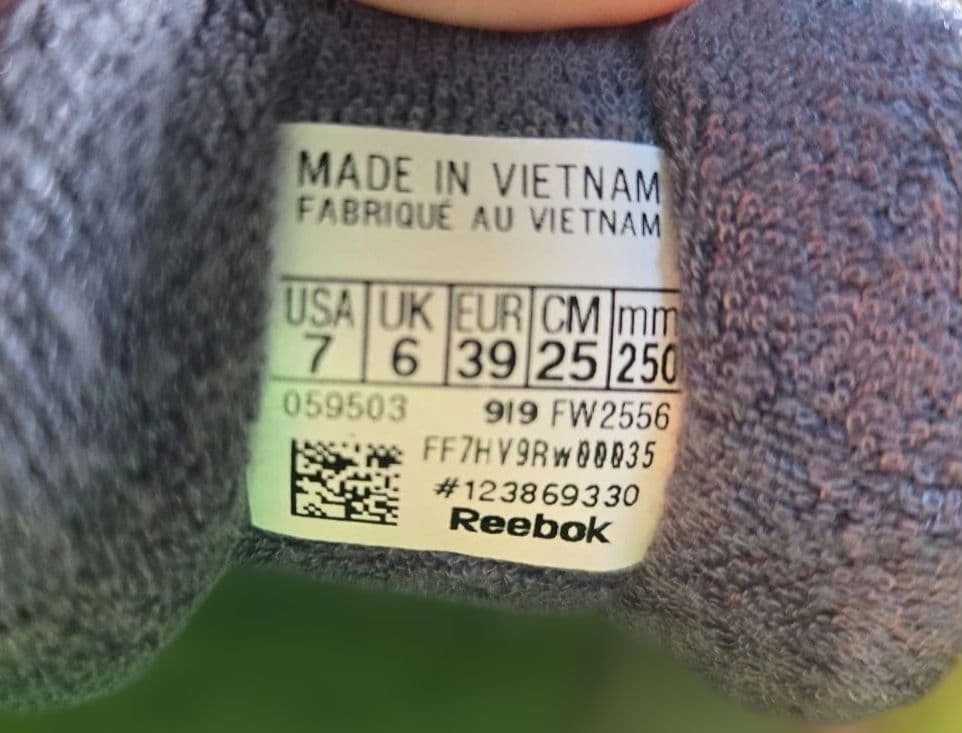 MADE IN VIETNAM
FABRIQUÉ AU VIETNAM
USA UK EUR CM mm
7 6 39 25 250
059503 919 FW2556
FF7HV9RW00035
#123869330
Reebok